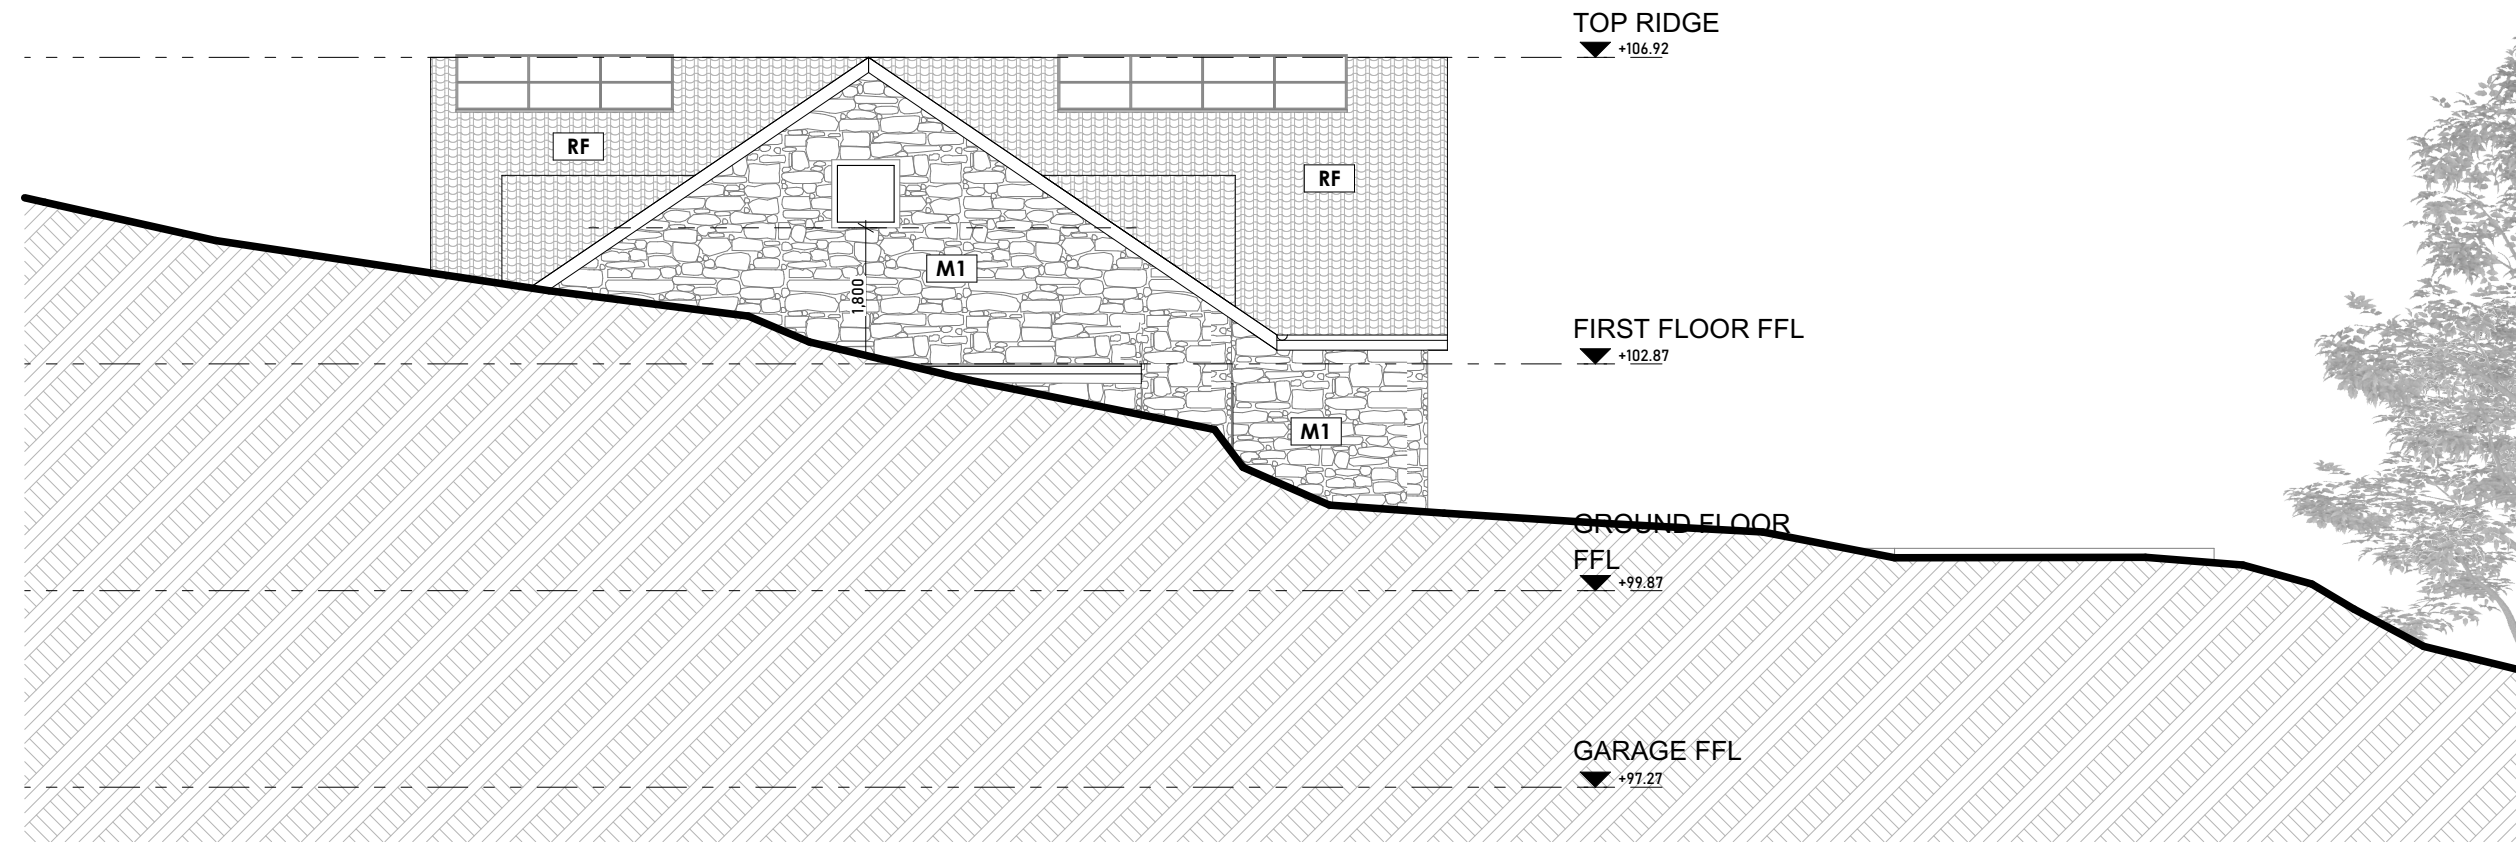 TOP RIDGE
+106.92
RF
RF
M1
1,800
FIRST FLOOR FFL
+102.87
M1
GROUND FLOOR
FFL
+99.87
GARAGE FFL
+97.27